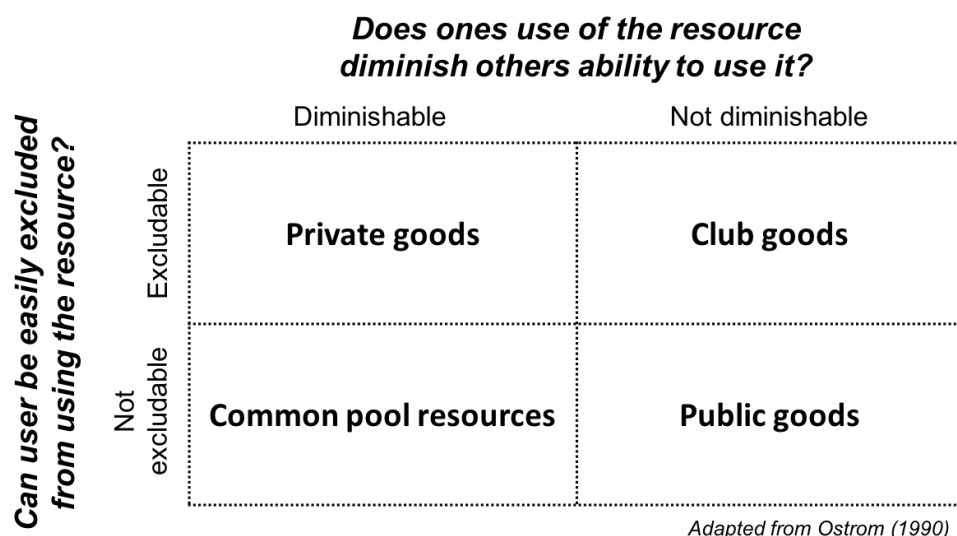 Does ones use of the resource
diminish others ability to use it?
Diminishable
Not diminishable
Can user be easily excluded
from using the resource?
Excludable
Private goods
Club goods
Not
excludable
Common pool resources
Public goods
Adapted from Ostrom (1990)